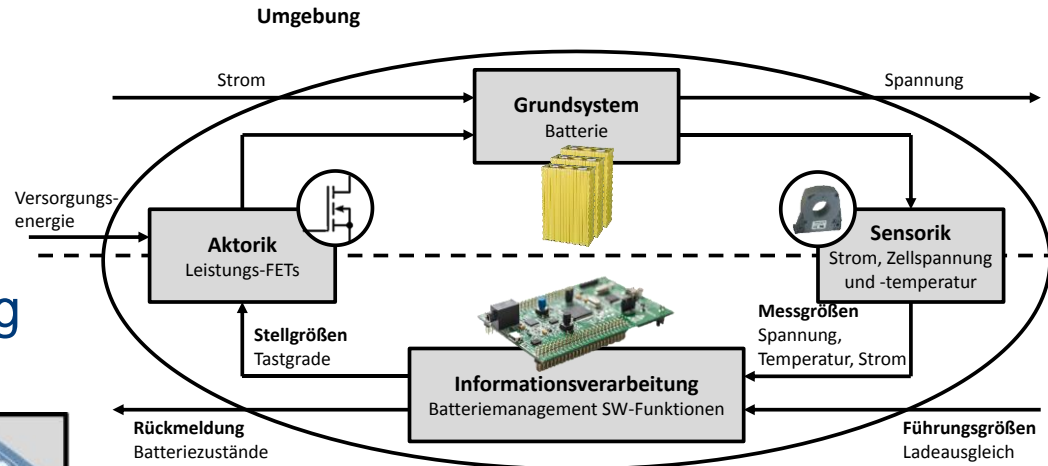 Umgebung
Strom
Spannung
Grundsystem
Batterie
Versorgungs-
energie
Aktorik
Leistungs-FETs
Sensorik
Strom, Zellspannung
und -temperatur
g
Stellgrößen
Tastgrade
Messgrößen
Spannung,
Temperatur, Strom
Informationsverarbeitung
Batteriemanagement SW-Funktionen
Rückmeldung
Batteriezustände
Führungsgrößen
Ladeausgleich